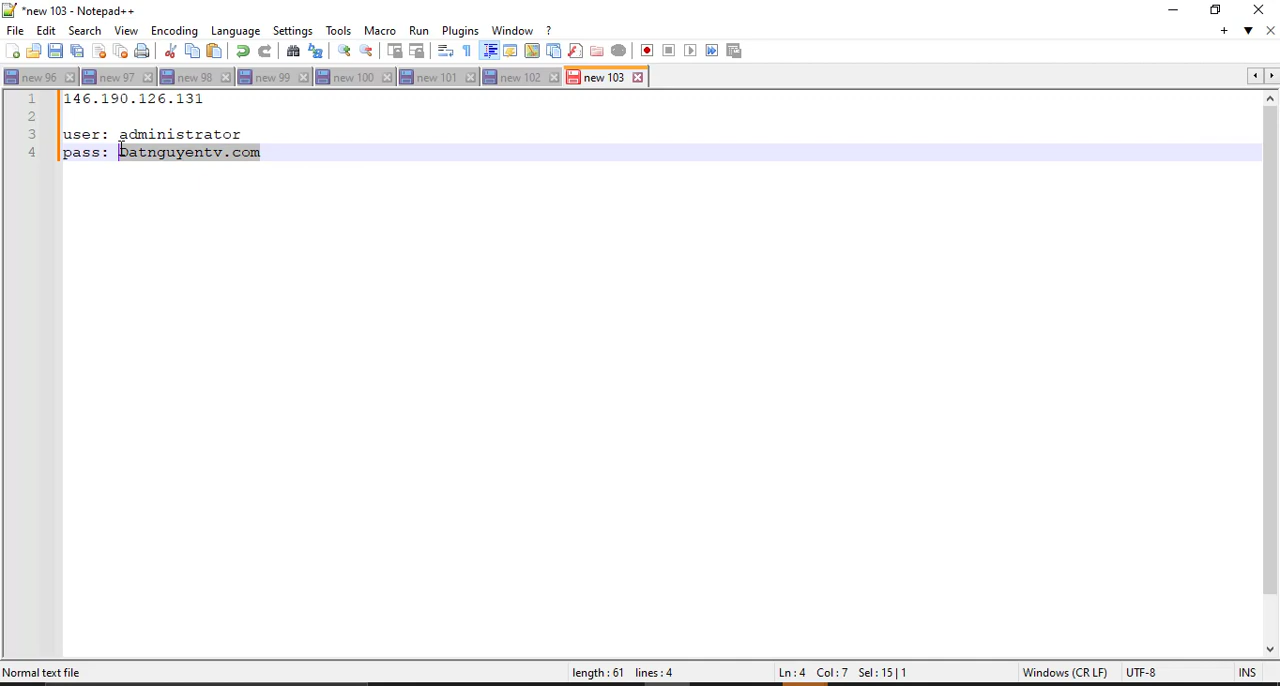 *new 103 - Notepad++
File Edit Search View Encoding Language Settings Tools Macro Run Plugins Window ?
new 96 new 97 new 98 new 99 new 100 new 101 new 102 new 103
1 146.190.126.131
2
3 user: administrator
4 pass: Datnguyentv.com
Normal text file length : 61 lines : 4 Ln : 4 Col : 7 Sel : 15 | 1 Windows (CR LF) UTF-8 INS